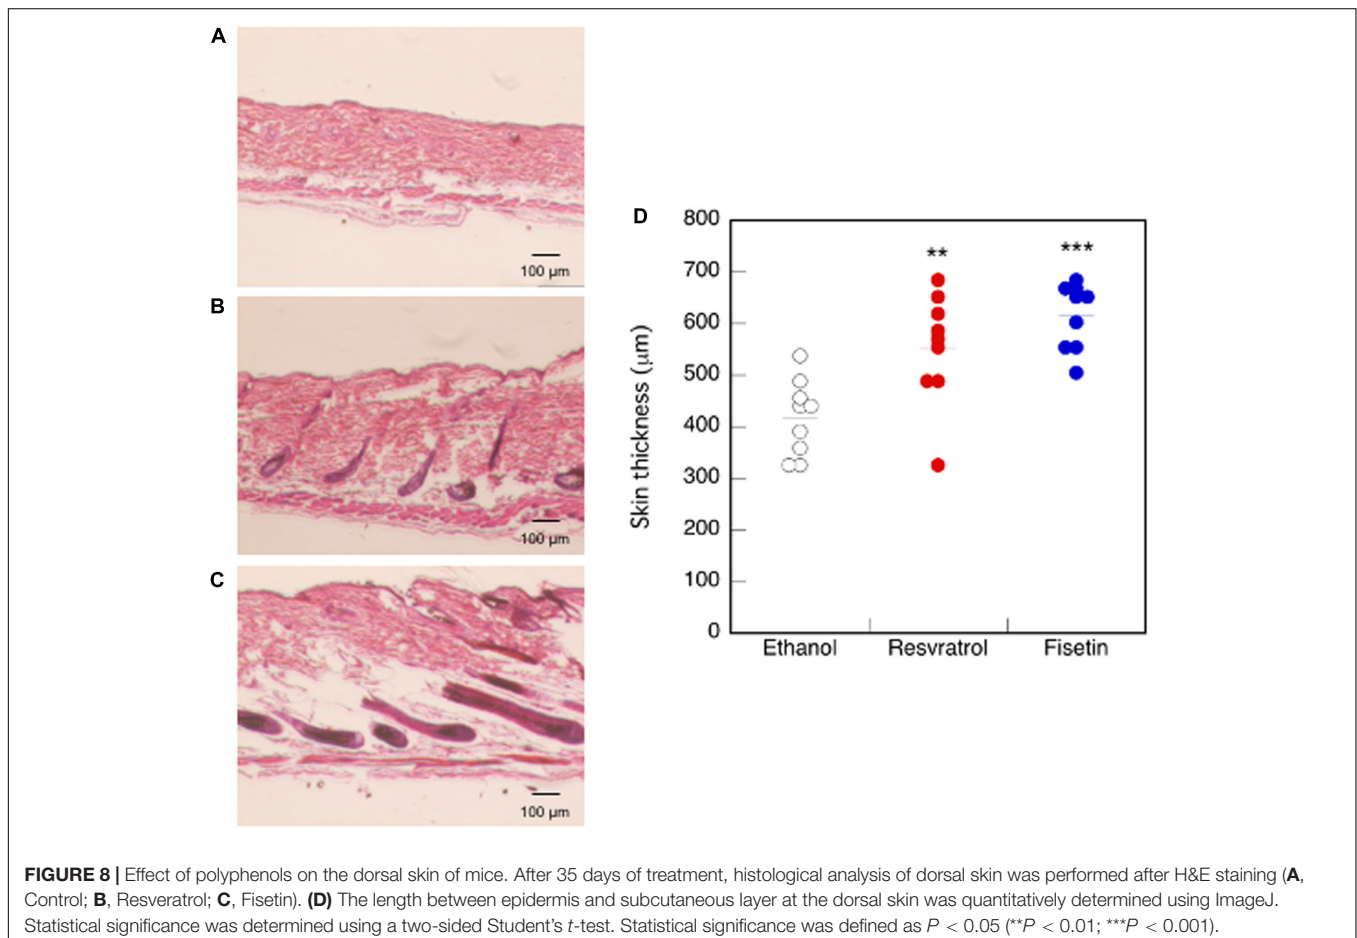 A
100 µm
B
100 µm
C
100 µm
D
800
700
600
500
400
300
200
100
0
Skin thickness (µm)
**
***
Ethanol
Resvratrol
Fisetin
FIGURE 8 | Effect of polyphenols on the dorsal skin of mice. After 35 days of treatment, histological analysis of dorsal skin was performed after H&E staining (A,
Control; B, Resveratrol; C, Fisetin). (D) The length between epidermis and subcutaneous layer at the dorsal skin was quantitatively determined using ImageJ.
Statistical significance was determined using a two-sided Student's t-test. Statistical significance was defined as P < 0.05 (**P < 0.01; ***P < 0.001).